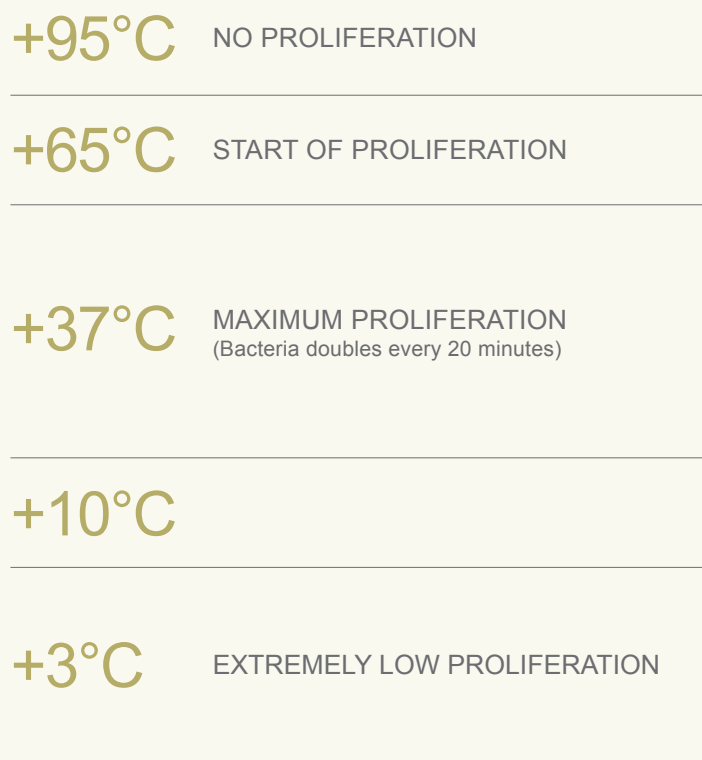 +95°C NO PROLIFERATION
+65°C START OF PROLIFERATION
+37°C MAXIMUM PROLIFERATION
(Bacteria doubles every 20 minutes)
+10°C
+3°C EXTREMELY LOW PROLIFERATION